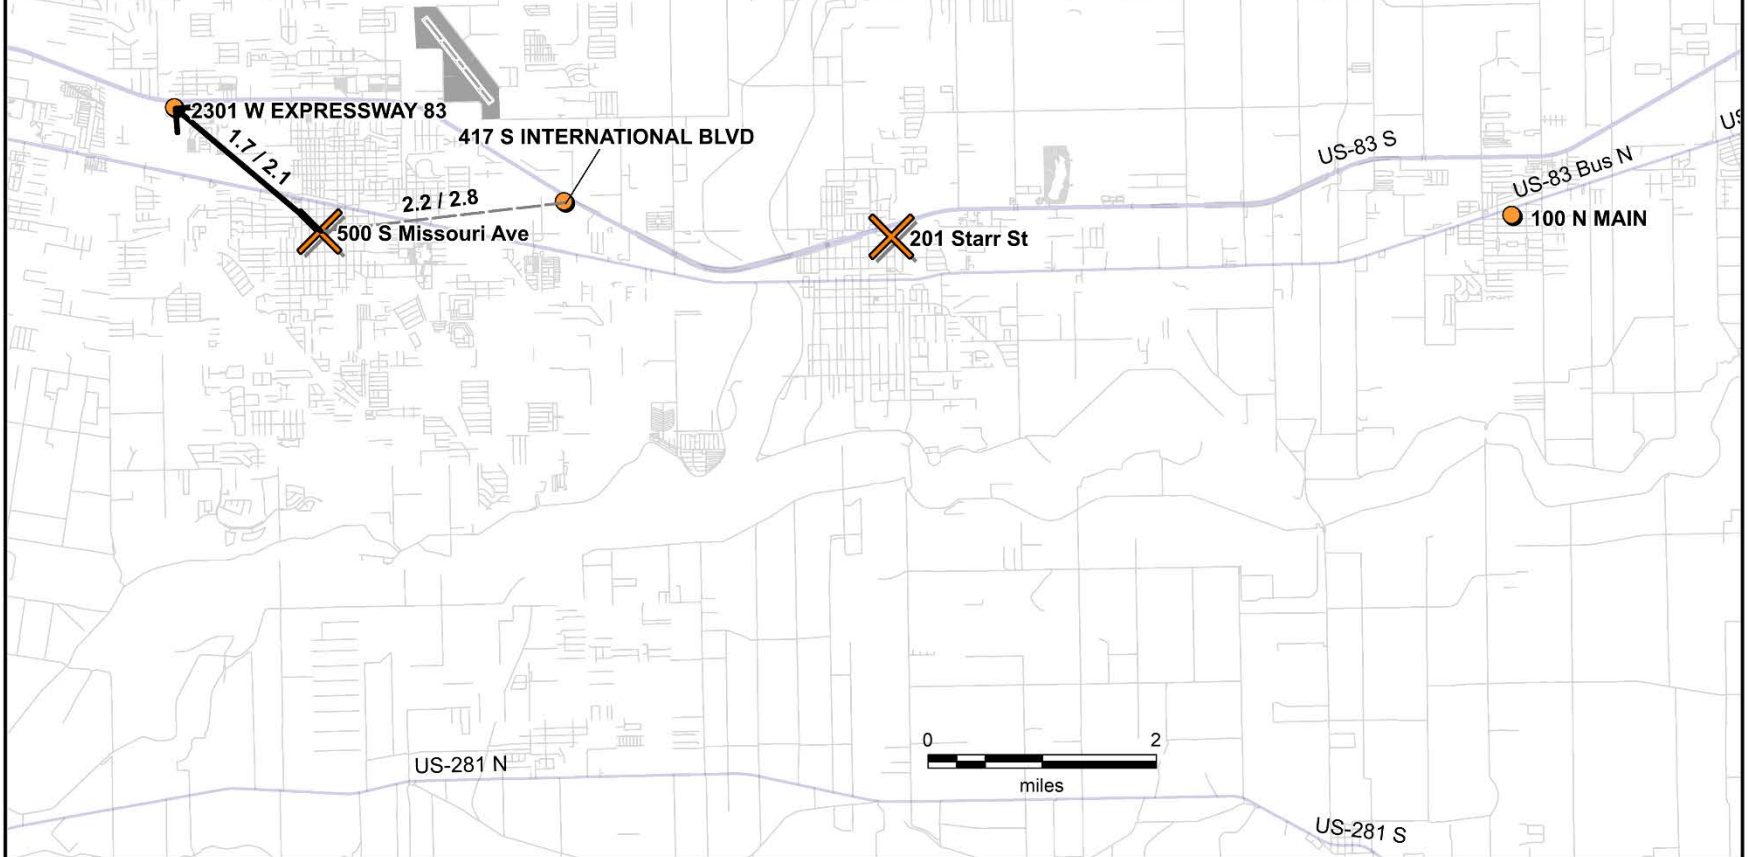 2301 W EXPRESSWAY 83
417 S INTERNATIONAL BLVD
1.7 / 2.1
2.2 / 2.8
500 S Missouri Ave
201 Starr St
US-83 S
US-83 Bus N
US
100 N MAIN
0
2
miles
US-281 N
US-281 S